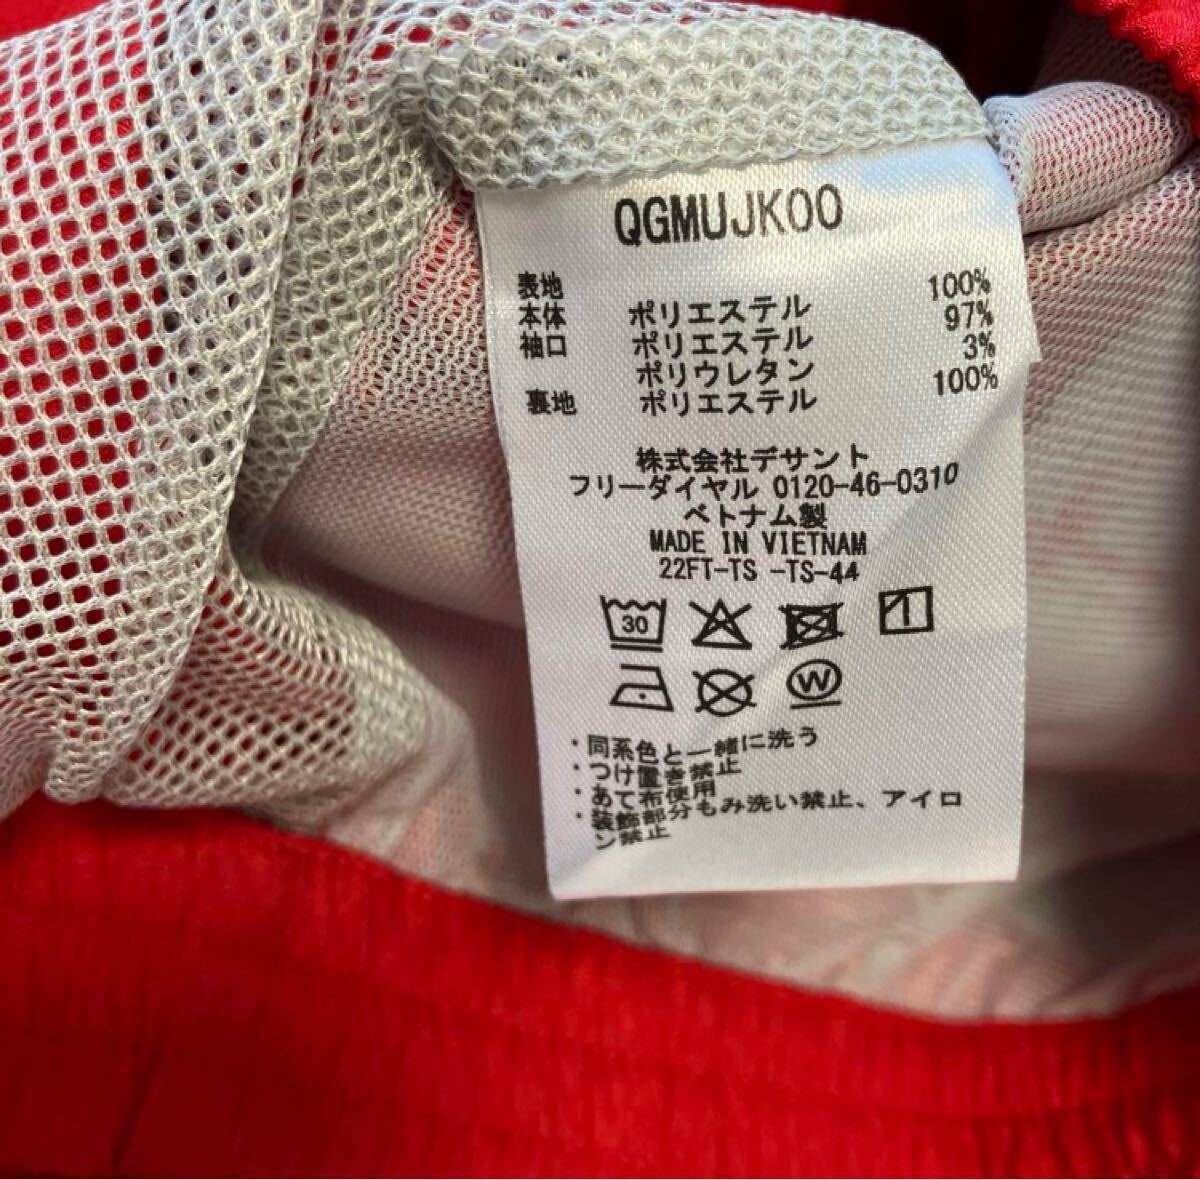 QGMUJK00
表地
本体 ポリエステル 100%
袖口 ポリエステル 97%
ポリウレタン 3%
裏地 ポリエステル 100%
株式会社デサント
フリーダイヤル 0120-46-0310
ベトナム製
MADE IN VIETNAM
22FT-TS -TS-44
30
W
・同系色と一緒に洗う
・つけ置き禁止
・あて布使用
・装飾部分もみ洗い禁止、アイロ
ン禁止